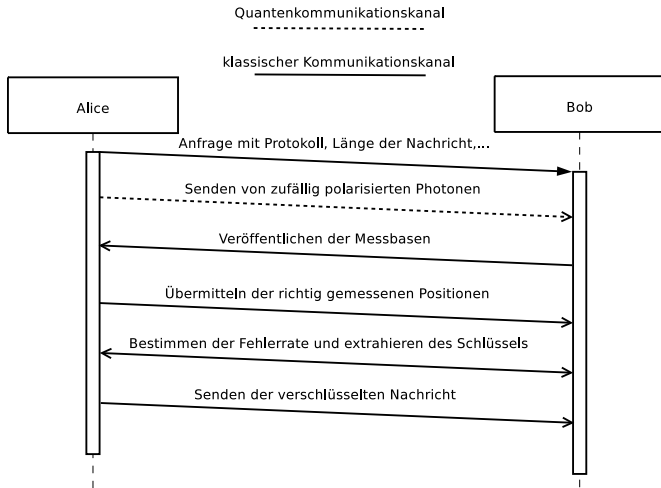 Quantenkommunikationskanal
klassischer Kommunikationskanal
Alice
Bob
Anfrage mit Protokoll, Länge der Nachricht,...
Senden von zufällig polarisierten Photonen
Veröffentlichen der Messbasen
Übermitteln der richtig gemessenen Positionen
Bestimmen der Fehlerrate und extrahieren des Schlüssels
Senden der verschlüsselten Nachricht